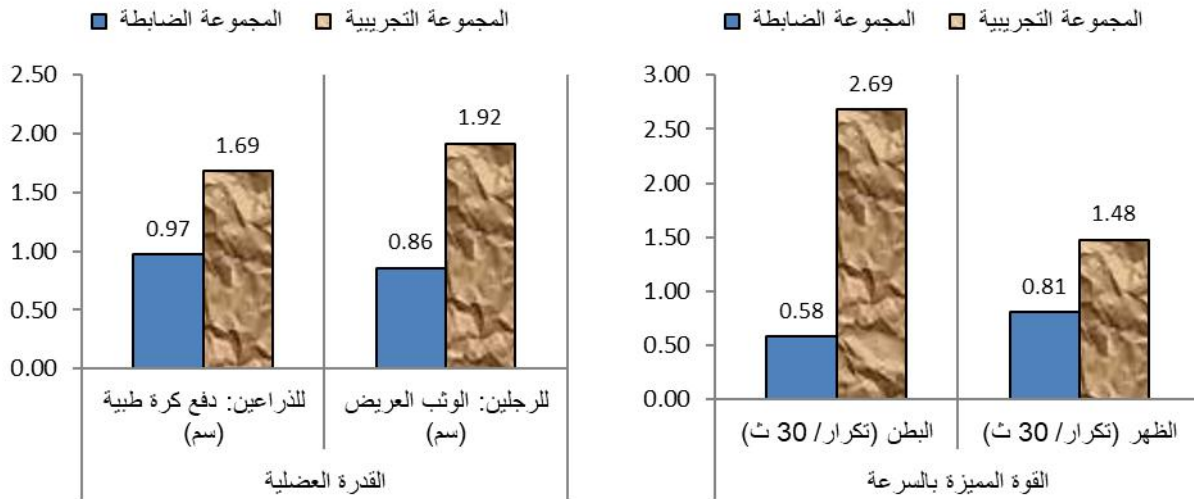 المجموعة الضابطة المجموعة التجريبية
2.50
2.00
1.50
1.00
0.50
0.00
0.97
1.69
0.86
1.92
للذراعين: دفع كرة طبية
(سم)
للرجلين: الوثب العريض
(سم)
القدرة العضلية
المجموعة الضابطة المجموعة التجريبية
3.00
2.50
2.00
1.50
1.00
0.50
0.00
0.58
2.69
0.81
1.48
البطن (تكرار/ 30 ث)
الظهر (تكرار/ 30 ث)
القوة المميزة بالسرعة